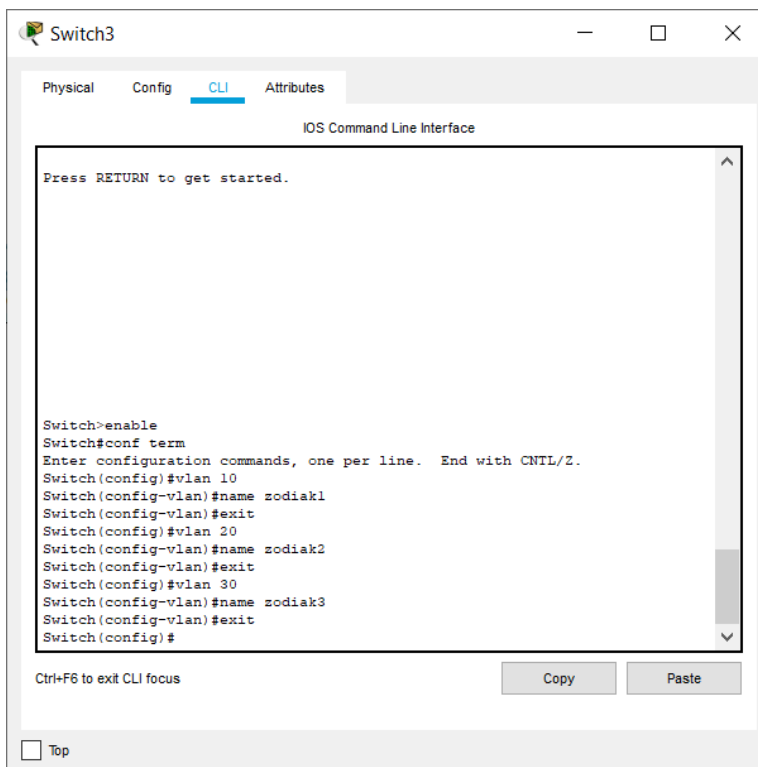 Switch3
Physical Config CLI Attributes
IOS Command Line Interface
Press RETURN to get started.
Switch>enable
Switch#conf term
Enter configuration commands, one per line.  End with CNTL/Z.
Switch(config)#vlan 10
Switch(config-vlan)#name zodiak1
Switch(config-vlan)#exit
Switch(config)#vlan 20
Switch(config-vlan)#name zodiak2
Switch(config-vlan)#exit
Switch(config)#vlan 30
Switch(config-vlan)#name zodiak3
Switch(config-vlan)#exit
Switch(config)#
Ctrl+F6 to exit CLI focus Copy Paste
Top